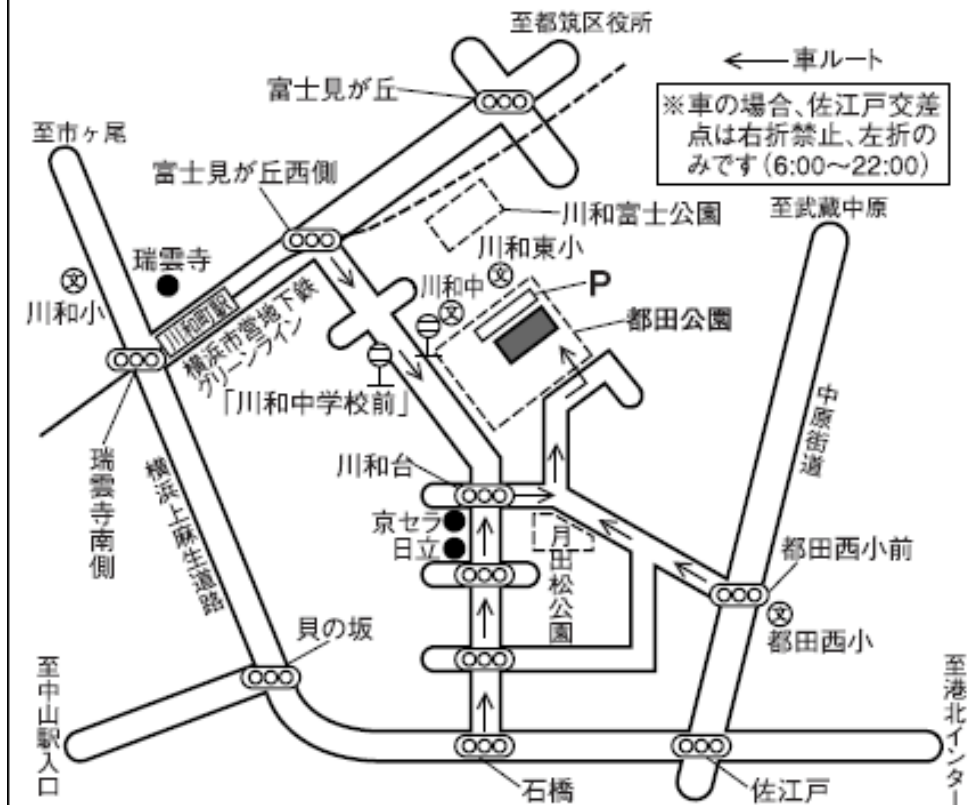 至都筑区役所
←車ルート
富士見が丘
※車の場合、佐江戸交差
点は右折禁止、左折の
みです(6:00〜22:00)
至市ヶ尾
富士見が丘西側
川和富士公園
至武蔵中原
瑞雲寺
川和東小
文
川和中
文
P
文
川和小
川和町駅
都田公園
横浜市営地下鉄
グリーンライン
「川和中学校前」
中原街道
川和台
瑞雲寺南側
横浜上麻生道路
京セラ
日立
月出松公園
都田西小前
文
都田西小
貝の坂
至中山駅入口
至港北インター
石橋
佐江戸